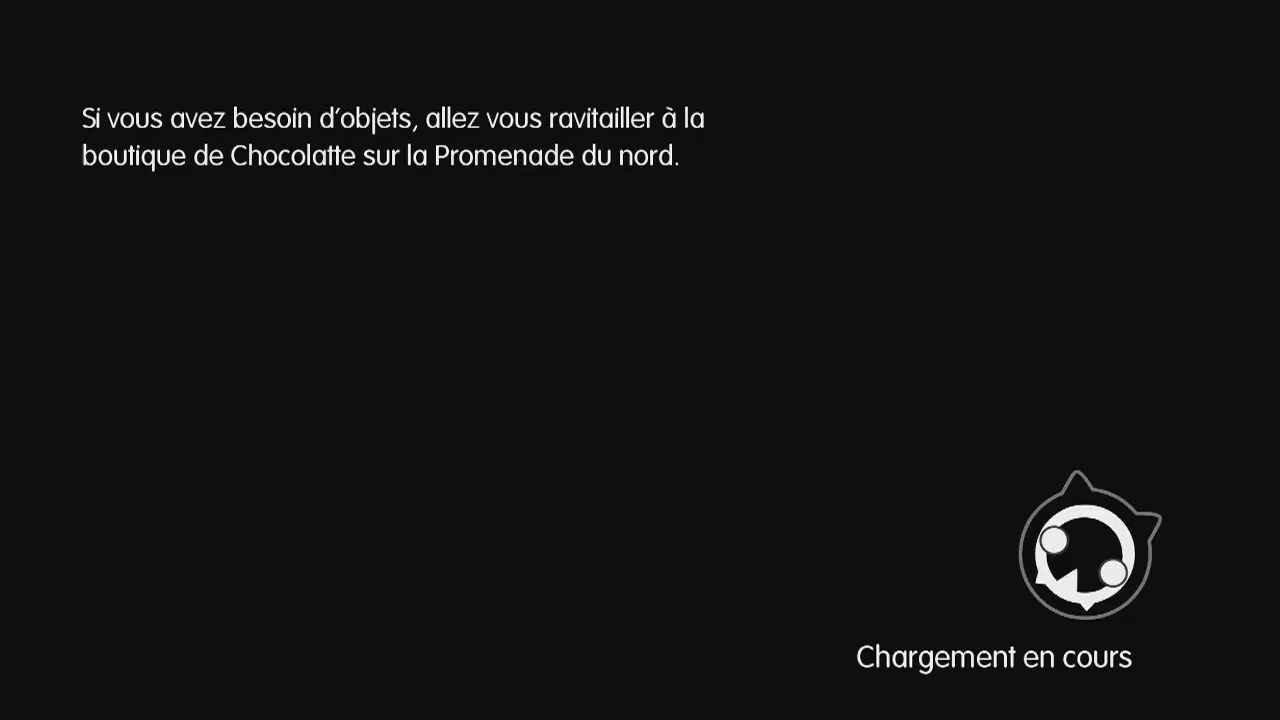 Si vous avez besoin d'objets, allez vous ravitailler à la
boutique de Chocolatte sur la Promenade du nord.
Chargement en cours